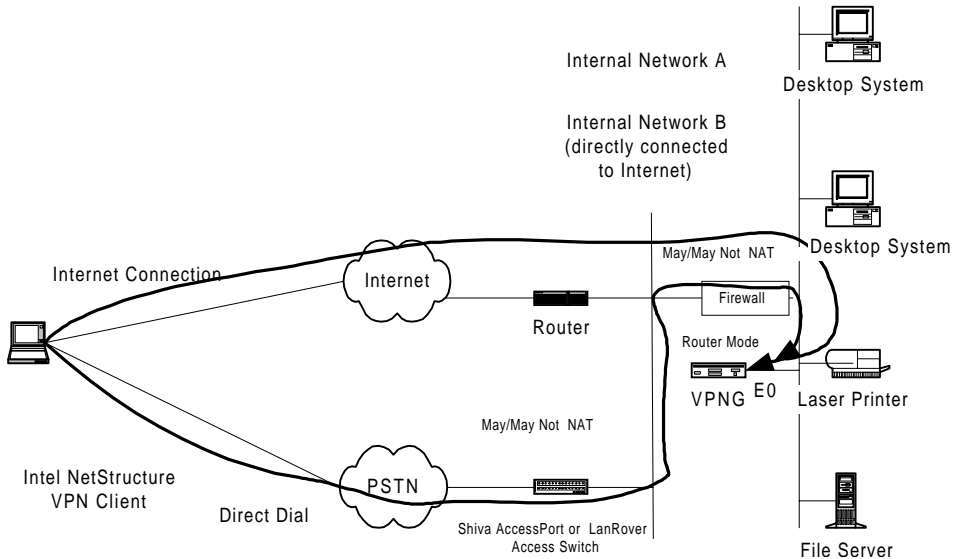 Internal Network A
Desktop System
Internal Network B
(directly connected
to Internet)
Desktop System
May/May Not NAT
Internet Connection
Internet
Firewall
Router
Router Mode
VPNG
E0
Laser Printer
May/May Not NAT
Intel NetStructure
VPN Client
PSTN
Direct Dial
Shiva AccessPort or LanRover
Access Switch
File Server